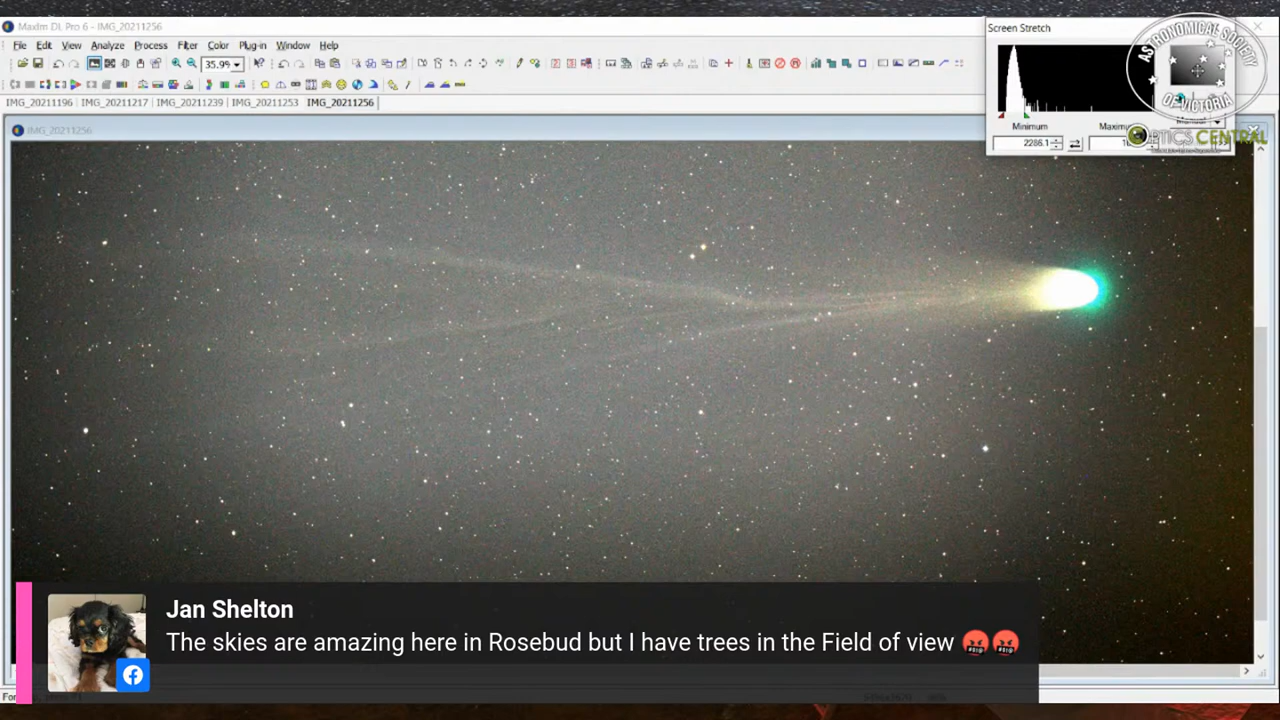 MaxIm DL Pro 6 - IMG_20211256
File Edit View Analyze Process Filter Color Plug-in Window Help
35.9%
IMG_20211196 IMG_20211217 IMG_20211239 IMG_20211253 IMG_20211256
IMG_20211256
Screen Stretch
Minimum
2286.1
ASTRONOMICAL SOCIETY
OF VICTORIA
OPTICS CENTRAL
Jan Shelton
The skies are amazing here in Rosebud but I have trees in the Field of view 🤬🤬